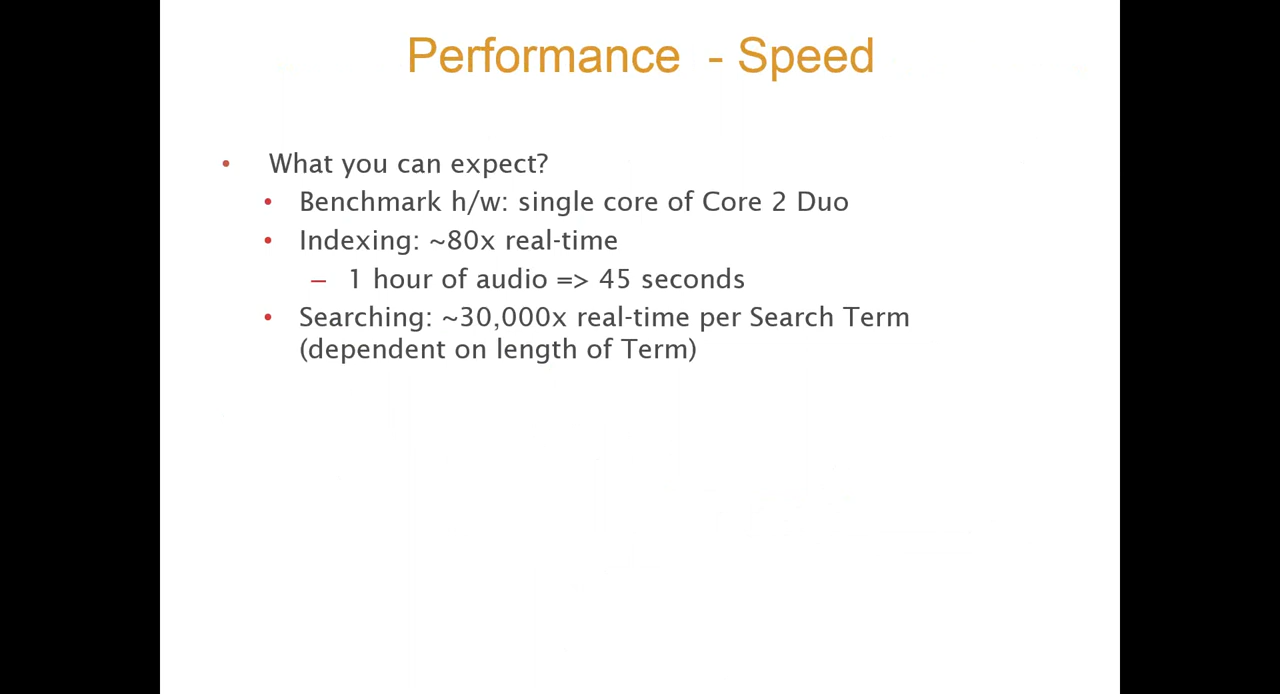 Performance - Speed
• What you can expect?
• Benchmark h/w: single core of Core 2 Duo
• Indexing: ~80x real-time
– 1 hour of audio => 45 seconds
• Searching: ~30,000x real-time per Search Term
(dependent on length of Term)